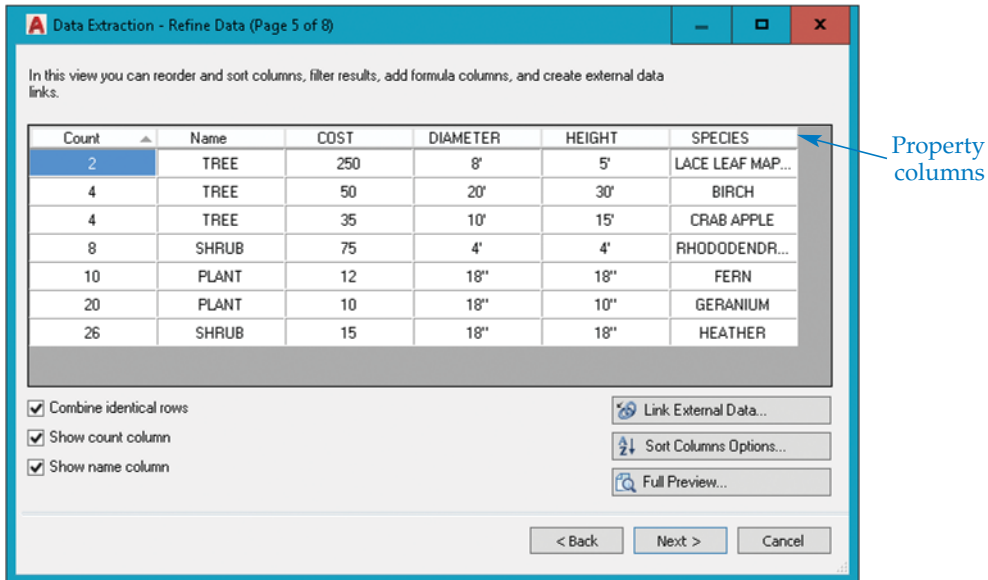 Data Extraction - Refine Data (Page 5 of 8)
In this view you can reorder and sort columns, filter results, add formula columns, and create external data
links.
Count Name COST DIAMETER HEIGHT SPECIES
2 TREE 250 8' 5' LACE LEAF MAP...
4 TREE 50 20' 30' BIRCH
4 TREE 35 10' 15' CRAB APPLE
8 SHRUB 75 4' 4' RHODODENDR...
10 PLANT 12 18" 18" FERN
20 PLANT 10 18" 10" GERANIUM
26 SHRUB 15 18" 18" HEATHER
Property
columns
Combine identical rows
Show count column
Show name column
Link External Data...
Sort Columns Options...
Full Preview...
< Back Next > Cancel